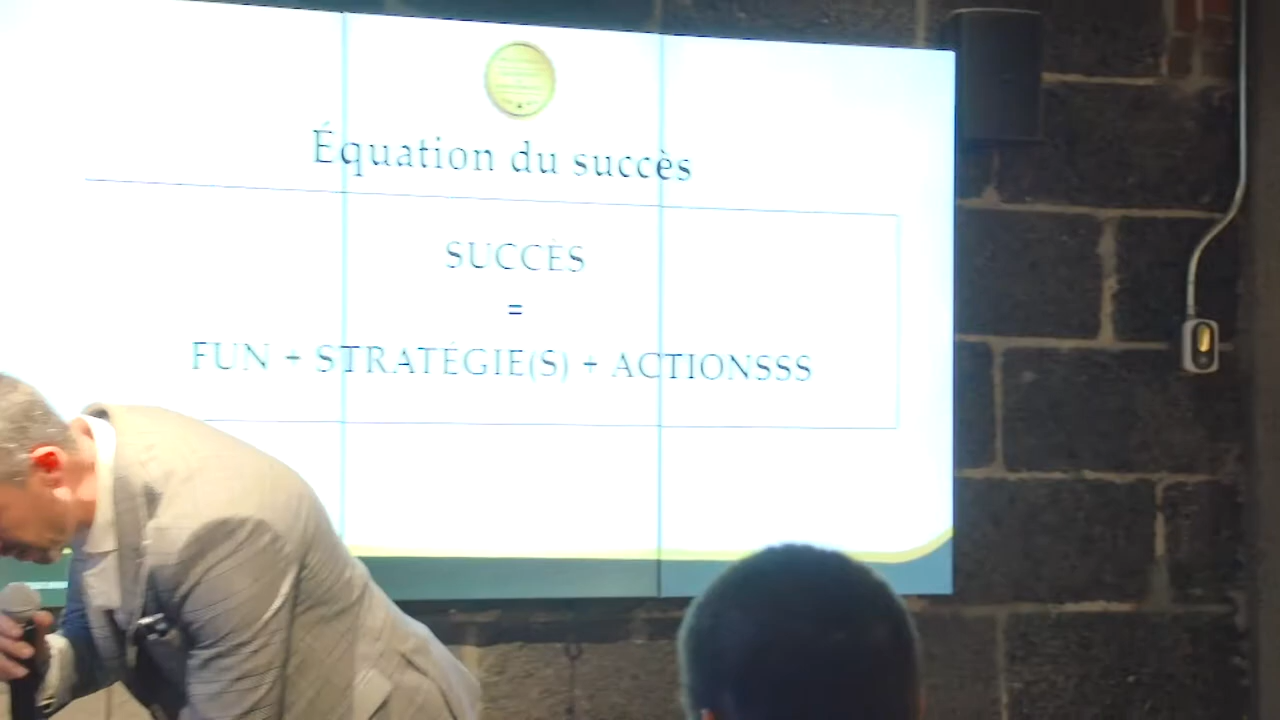 Équation du succès
SUCCÈS
=
FUN + STRATÉGIE(S) + ACTIONSSS